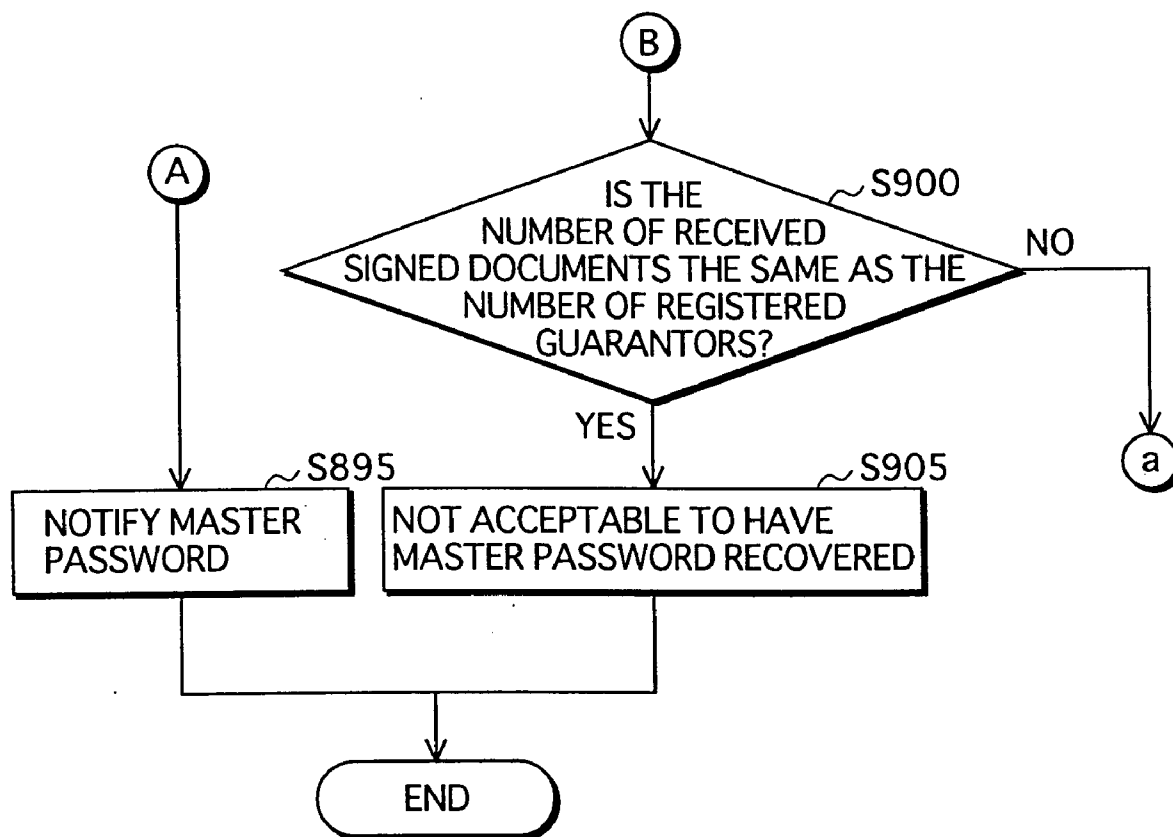 B
A
IS THE
S900
NUMBER OF RECEIVED
NO
SIGNED DOCUMENTS THE SAME AS THE
NUMBER OF REGISTERED
GUARANTORS?
YES
a
S895
S905
NOTIFY MASTER
PASSWORD
NOT ACCEPTABLE TO HAVE
MASTER PASSWORD RECOVERED
END